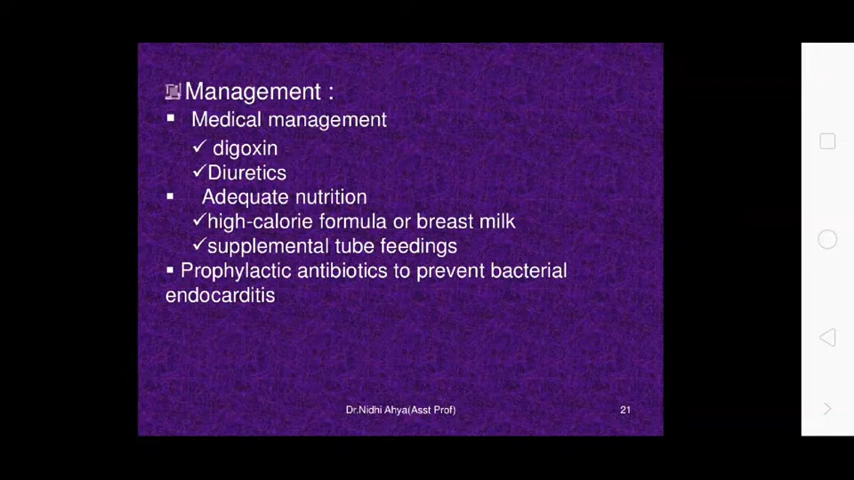 Management :
▪ Medical management
✓ digoxin
✓Diuretics
▪ Adequate nutrition
✓high-calorie formula or breast milk
✓supplemental tube feedings
▪ Prophylactic antibiotics to prevent bacterial
endocarditis
Dr.Nidhi Ahya(Asst Prof) 21